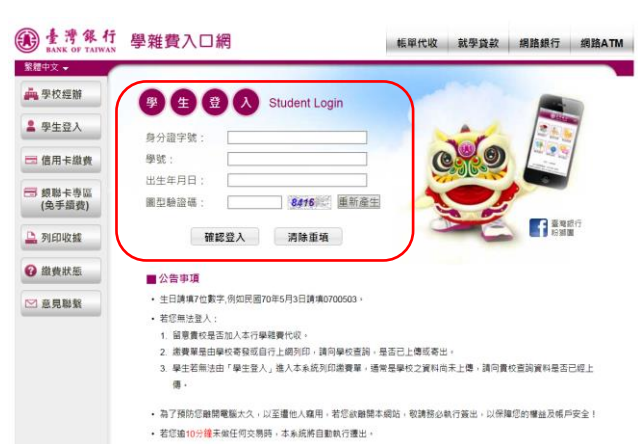 臺灣銀行 學雜費入口網
BANK OF TAIWAN
帳單代收 就學貸款 網路銀行 網路ATM
繁體中文
學校經辦
學生登入
信用卡繳費
銀聯卡專區
(免手續費)
列印收據
繳費狀態
意見聯繫
學生登入 Student Login
身分證字號：
學號：
出生年月日：
圖型驗證碼： 8416 重新產生
確認登入 清除重填
臺灣銀行
粉絲團
公告事項
• 生日請填7位數字,例如民國70年5月3日請填0700503。
• 若您無法登入：
1. 留意貴校是否加入本行學雜費代收。
2. 繳費單是由學校寄發或自行上網列印，請向學校查詢，是否已上傳或寄出。
3. 學生若無法由「學生登入」進入本系統列印繳費單，通常是學校之資料尚未上傳，請向貴校查詢資料是否已經上
傳。
• 為了預防您離開電腦太久，以至遭他人竊用，若您欲離開本網站，敬請務必執行簽出，以保障您的權益及帳戶安全！
• 若您逾10分鐘未做任何交易時，本系統將自動執行簽出。